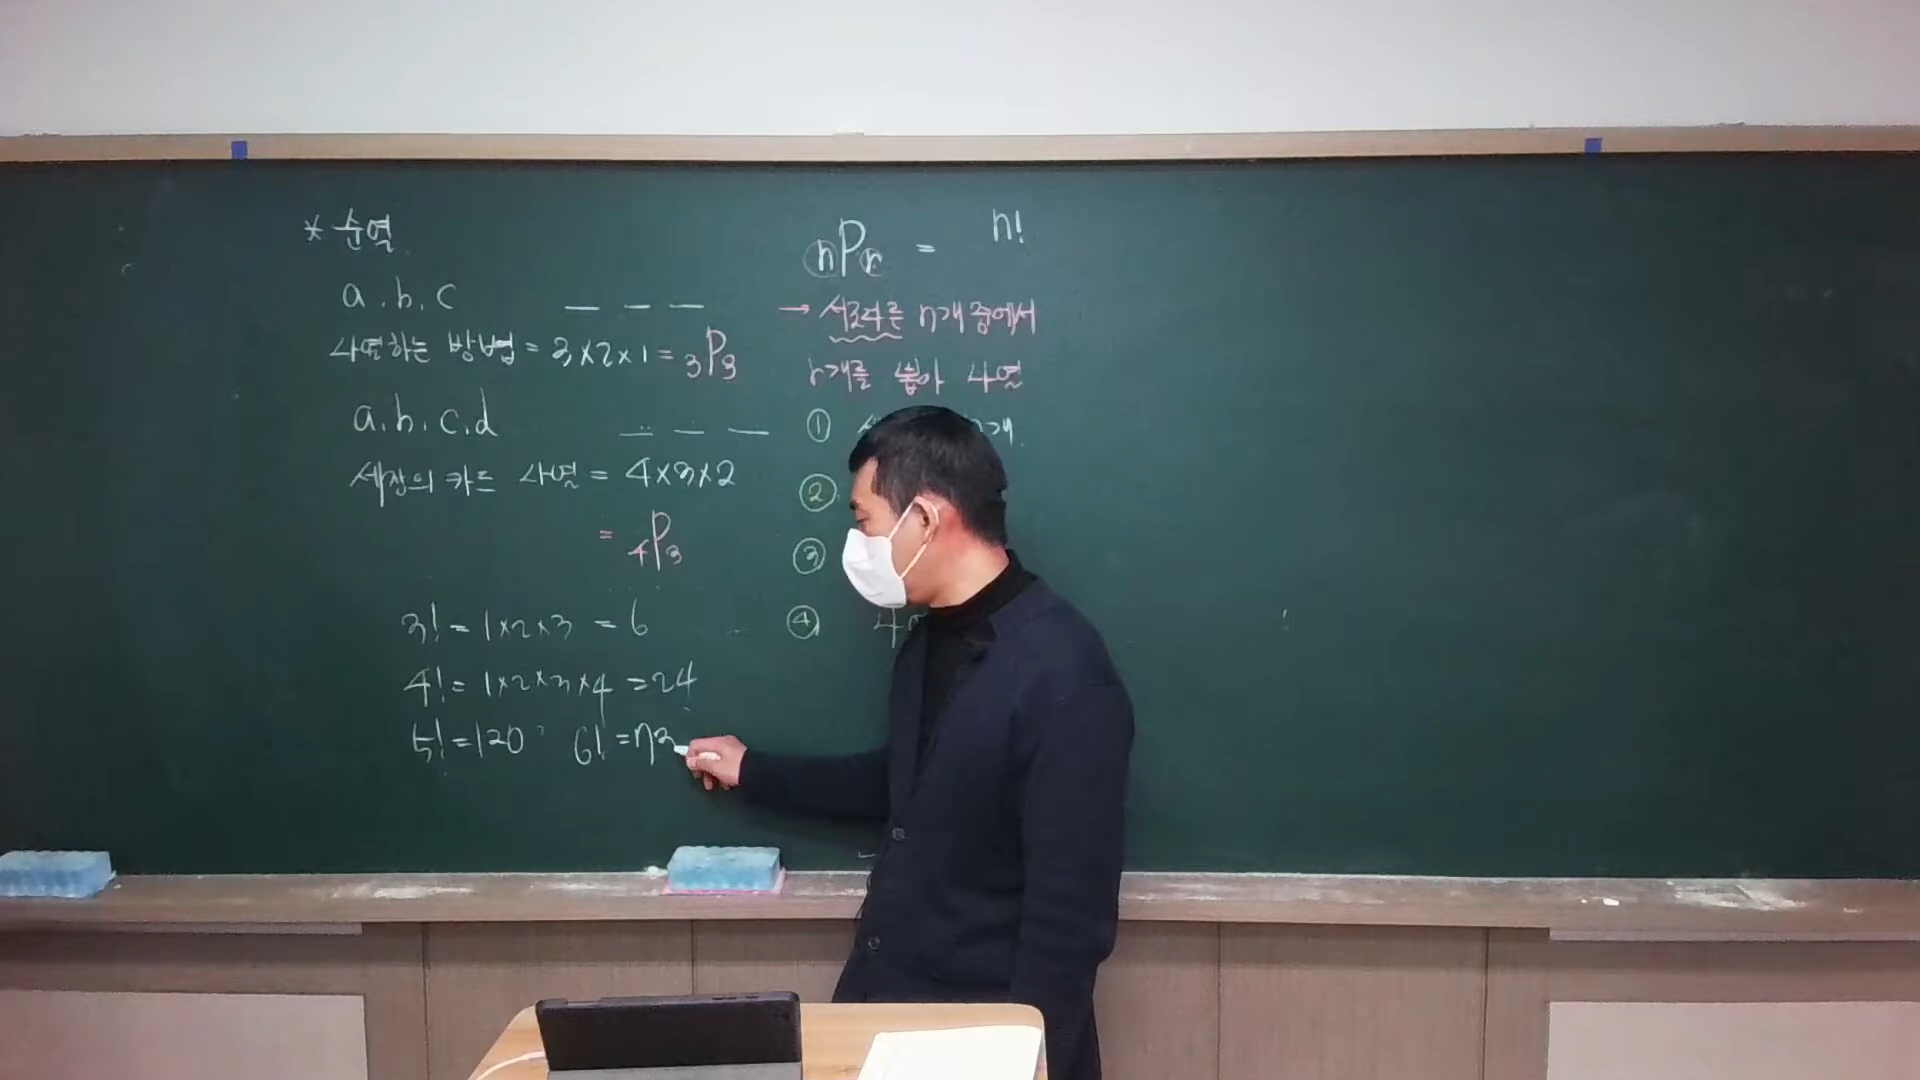 * 순열
a . b . c _ _ _
나열하는 방법 = 3×2×1 = ₃P₃
a . b . c . d _ _ _
세장의 카드 나열 = 4×3×2
= ₄P₃
3! = 1×2×3 = 6
4! = 1×2×3×4 = 24
5! = 120 , 6! = 72
nPr = n!
→ 서로다른 n개 중에서
r개를 뽑아 나열
①
②
③
④